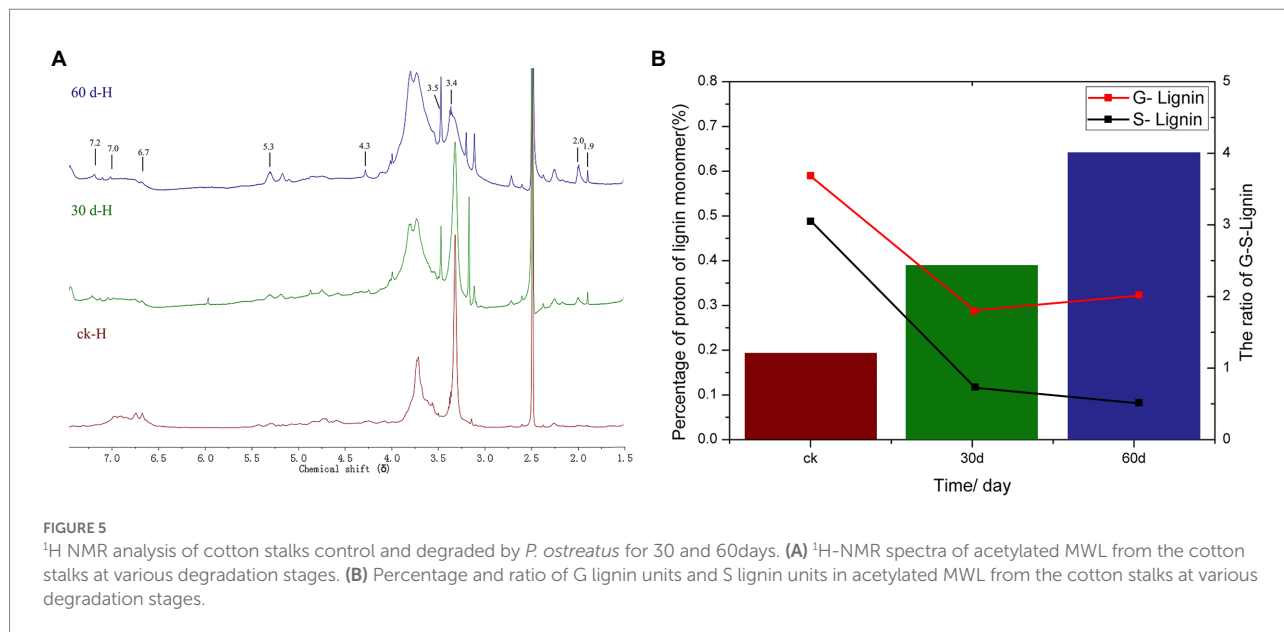 A
60 d-H
7.2
7.0
6.7
5.3
4.3
3.5
3.4
2.0
1.9
30 d-H
ck-H
7.0 6.5 6.0 5.5 5.0 4.5 4.0 3.5 3.0 2.5 2.0 1.5
Chemical shift (δ)
B
0.8
0.7
0.6
0.5
0.4
0.3
0.2
0.1
0.0
Percentage of proton of lignin monomer(%)
G- Lignin
S- Lignin
5
4
3
2
1
0
The ratio of G-S-Lignin
ck 30d 60d
Time/ day
FIGURE 5
¹H NMR analysis of cotton stalks control and degraded by P. ostreatus for 30 and 60days. (A) ¹H-NMR spectra of acetylated MWL from the cotton
stalks at various degradation stages. (B) Percentage and ratio of G lignin units and S lignin units in acetylated MWL from the cotton stalks at various
degradation stages.